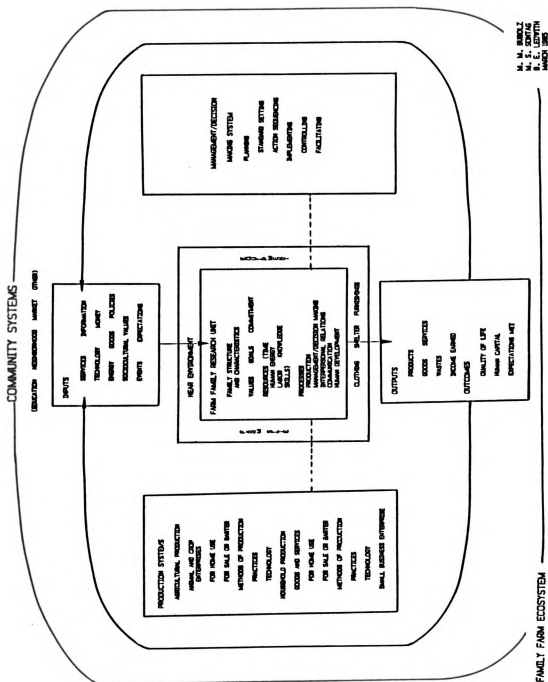 COMMUNITY SYSTEMS
(EDUCATION NEIGHBORHOOD MARKET OTHER)
INPUTS
SERVICES INFORMATION
TECHNOLOGY MONEY
ENERGY GOODS POLICIES
SOCIOCULTURAL VALUES
EVENTS EXPECTATIONS
PRODUCTION SYSTEMS
AGRICULTURAL PRODUCTION
ANIMAL AND CROP
ENTERPRISES
FOR HOME USE
FOR SALE OR BARTER
METHODS OF PRODUCTION
PRACTICES
TECHNOLOGY
HOUSEHOLD PRODUCTION
GOODS AND SERVICES
FOR HOME USE
FOR SALE OR BARTER
METHODS OF PRODUCTION
PRACTICES
TECHNOLOGY
SMALL BUSINESS ENTERPRISE
NEAR ENVIRONMENT
FARM FAMILY RESEARCH UNIT
FAMILY STRUCTURE
AND CHARACTERISTICS
VALUES GOALS COMMITMENT
RESOURCES (TIME
HUMAN ENERGY
LABOR KNOWLEDGE
SKILLS)
PROCESSES
PRODUCTION
MANAGEMENT/DECISION MAKING
INTERPERSONAL RELATIONS
COMMUNICATION
HUMAN DEVELOPMENT
CLOTHING SHELTER FURNISHINGS
MANAGEMENT/DECISION
MAKING SYSTEM
PLANNING
STANDARD SETTING
ACTION SEQUENCING
IMPLEMENTING
CONTROLLING
FACILITATING
OUTPUTS
PRODUCTS
GOODS SERVICES
WASTES
INCOME EARNED
OUTCOMES
QUALITY OF LIFE
HUMAN CAPITAL
EXPECTATIONS MET
FAMILY FARM ECOSYSTEM
M. M. BUBOLZ
M. S. SONTAG
B. E. LEDWITH
MARCH 1985